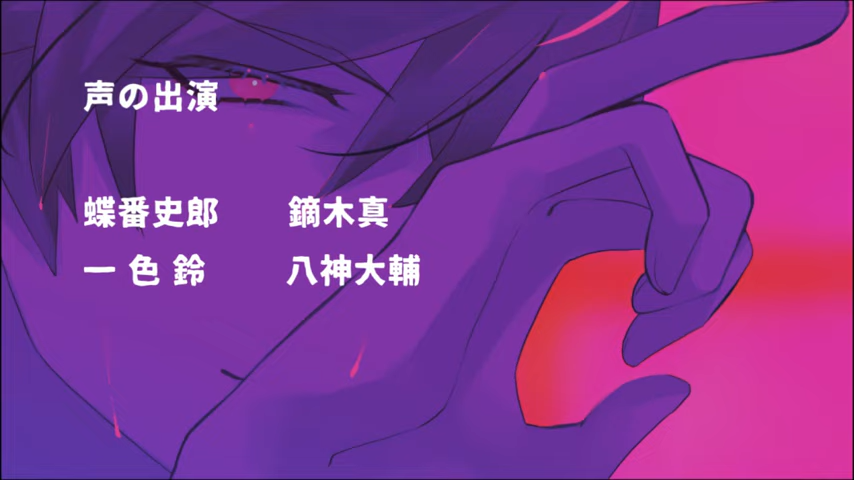 声の出演
蝶番史郎 鏑木真
一色鈴 八神大輔